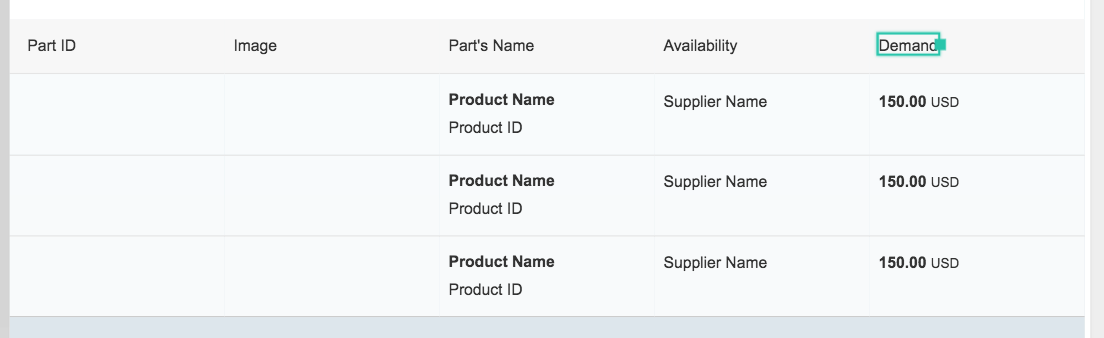 Part ID Image Part's Name Availability Demand
Product Name Supplier Name 150.00 USD
Product ID
Product Name Supplier Name 150.00 USD
Product ID
Product Name Supplier Name 150.00 USD
Product ID